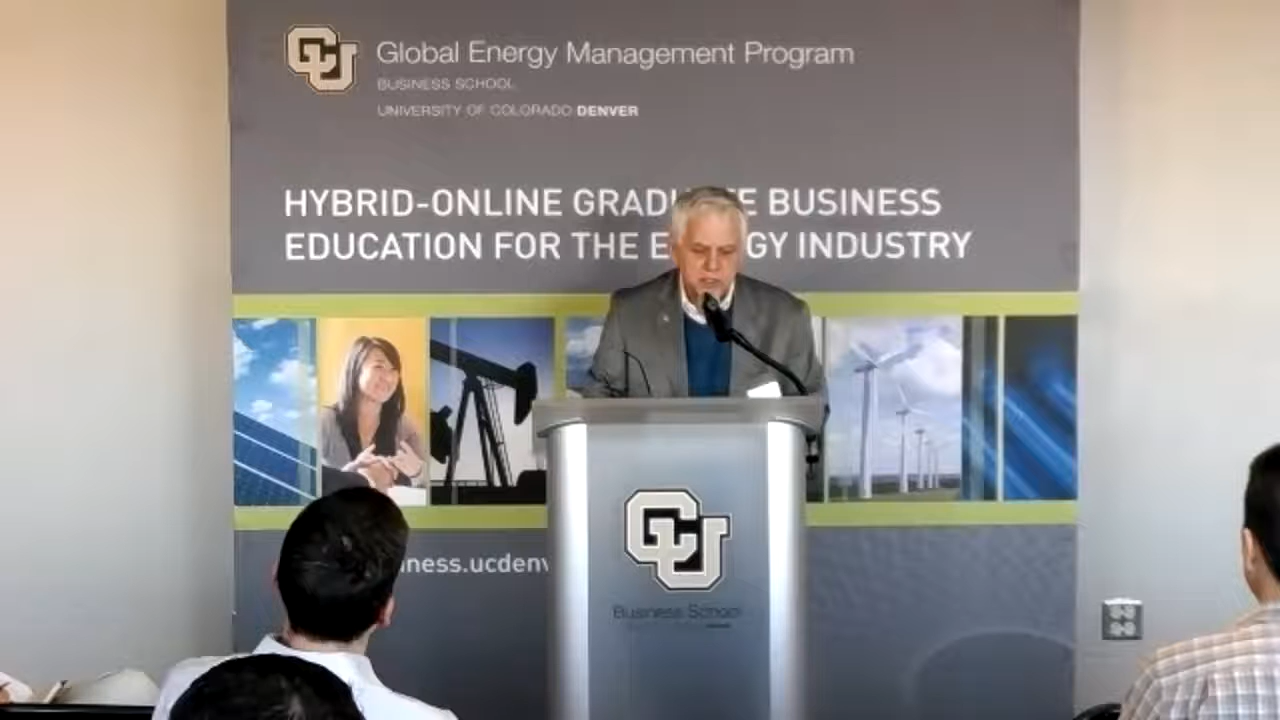 CU Global Energy Management Program
BUSINESS SCHOOL
UNIVERSITY OF COLORADO DENVER
HYBRID-ONLINE GRADU E BUSINESS
EDUCATION FOR THE E GY INDUSTRY
iness.ucdenv
CU
Business School